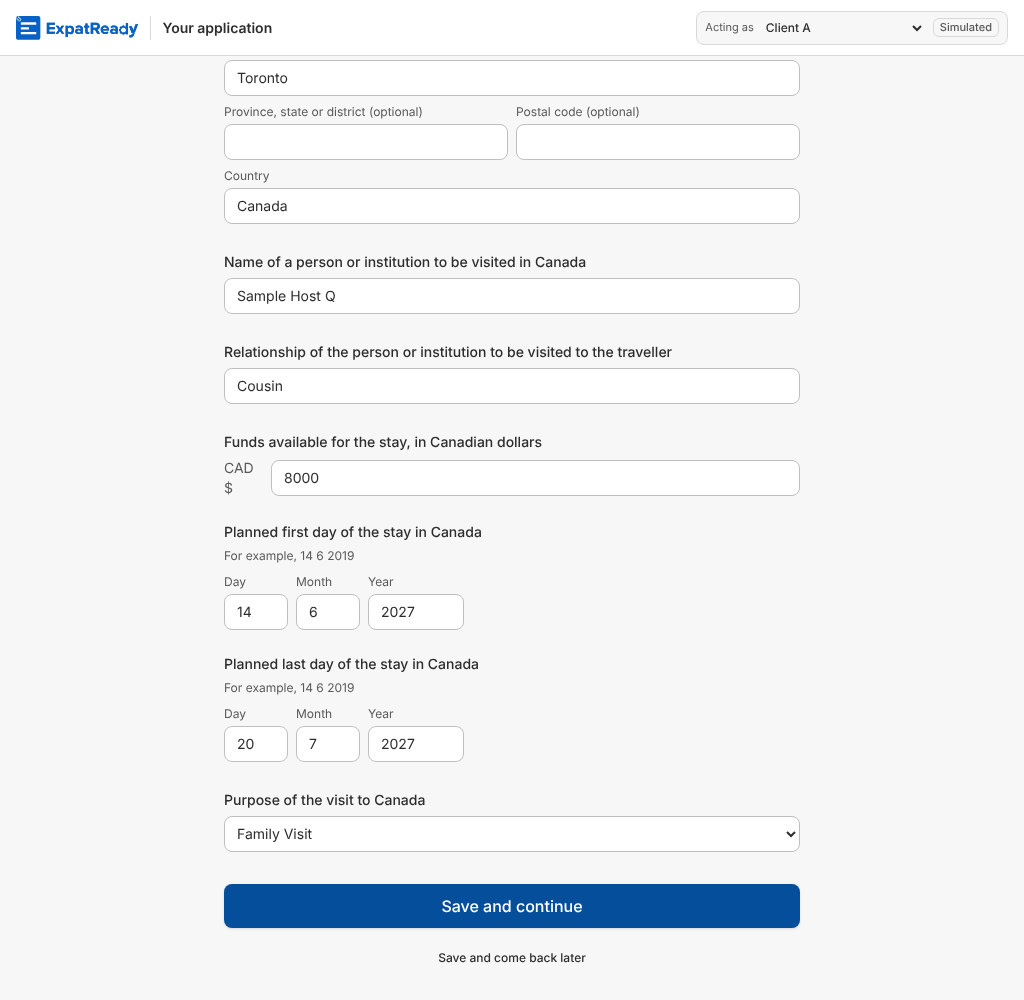 ExpatReady
Your application
Acting as Client A Simulated
Toronto
Province, state or district (optional) Postal code (optional)
Country
Canada
Name of a person or institution to be visited in Canada
Sample Host Q
Relationship of the person or institution to be visited to the traveller
Cousin
Funds available for the stay, in Canadian dollars
CAD $ 8000
Planned first day of the stay in Canada
For example, 14 6 2019
Day Month Year
14 6 2027
Planned last day of the stay in Canada
For example, 14 6 2019
Day Month Year
20 7 2027
Purpose of the visit to Canada
Family Visit
Save and continue
Save and come back later